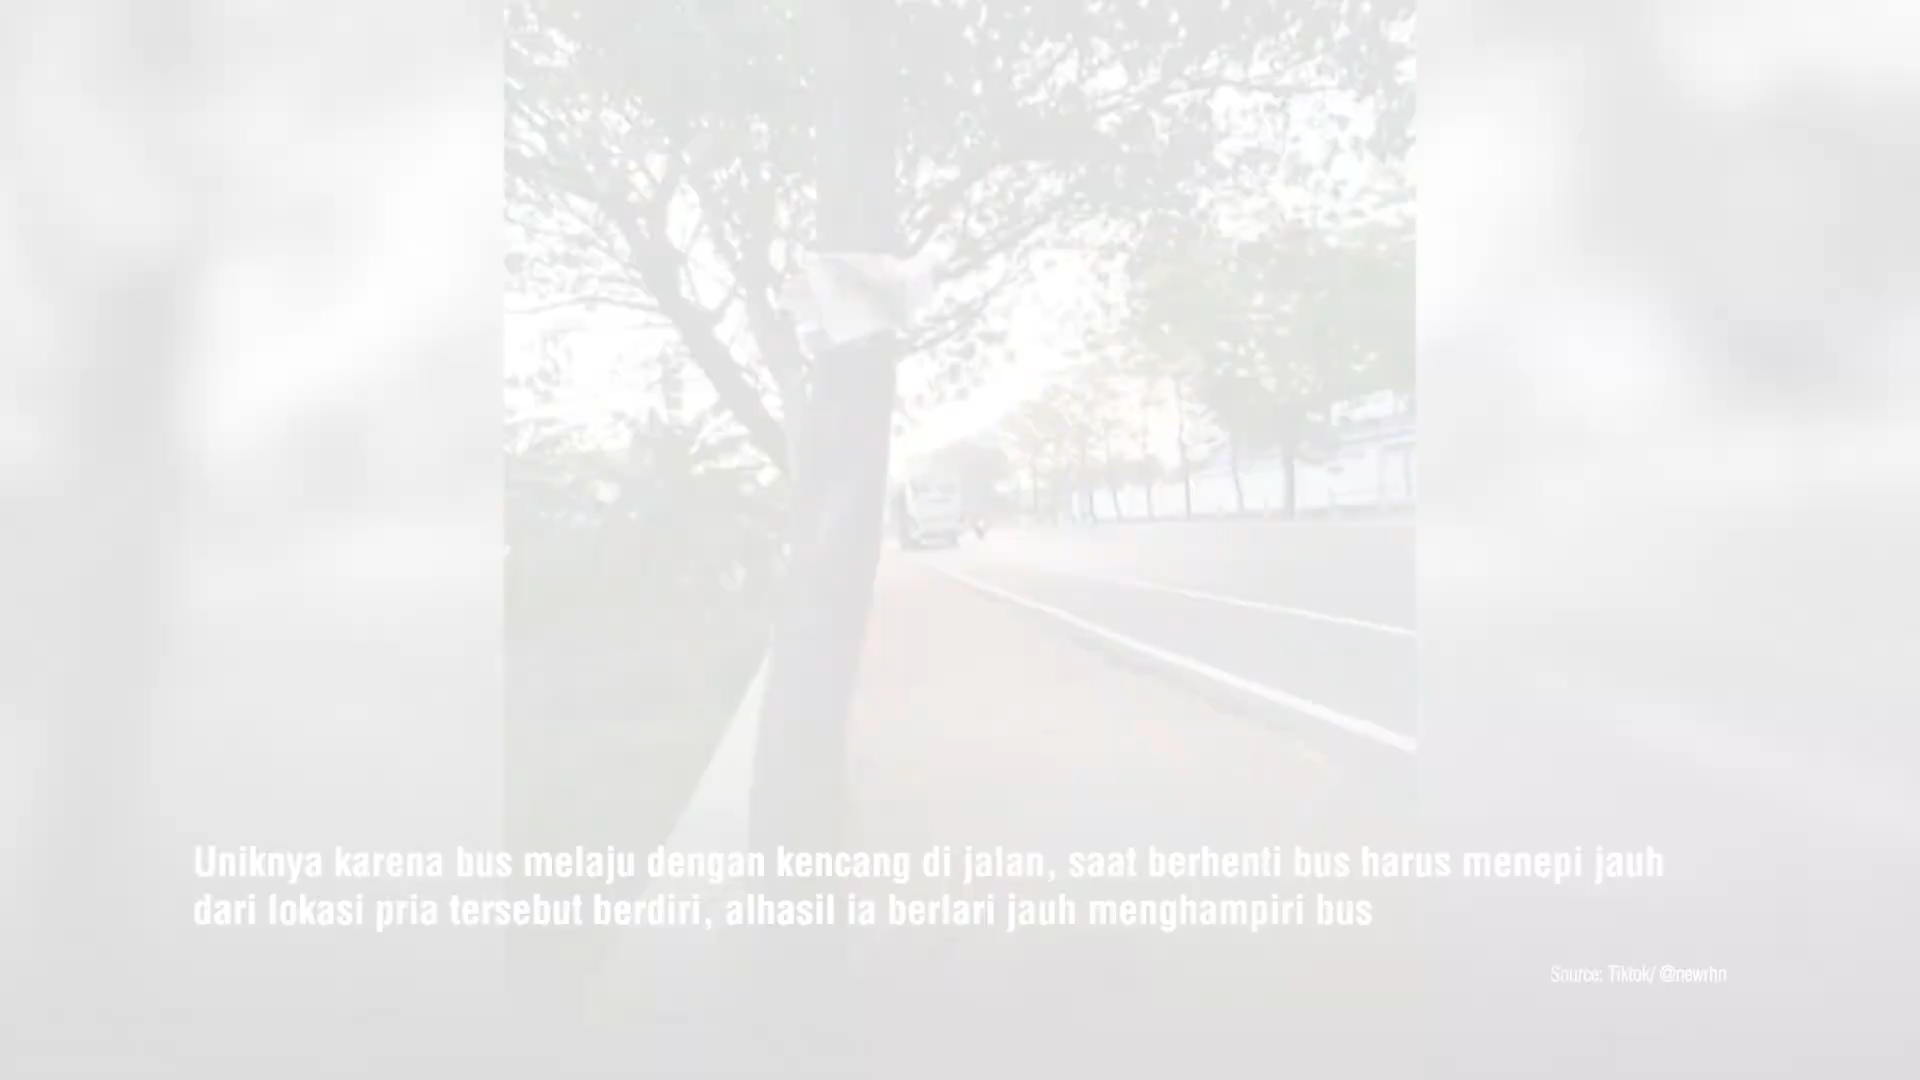 Uniknya karena bus melaju dengan kencang di jalan, saat berhenti bus harus menepi jauh
dari lokasi pria tersebut berdiri, alhasil ia berlari jauh menghampiri bus
Source: Tiktok/ @newrhn